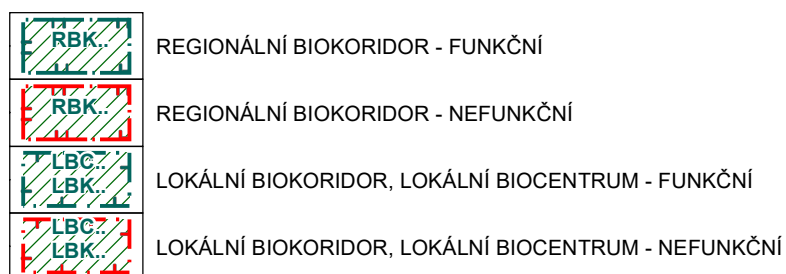 RBK.. REGIONÁLNÍ BIOKORIDOR - FUNKČNÍ
RBK.. REGIONÁLNÍ BIOKORIDOR - NEFUNKČNÍ
LBC..
LBK.. LOKÁLNÍ BIOKORIDOR, LOKÁLNÍ BIOCENTRUM - FUNKČNÍ
LBC..
LBK.. LOKÁLNÍ BIOKORIDOR, LOKÁLNÍ BIOCENTRUM - NEFUNKČNÍ